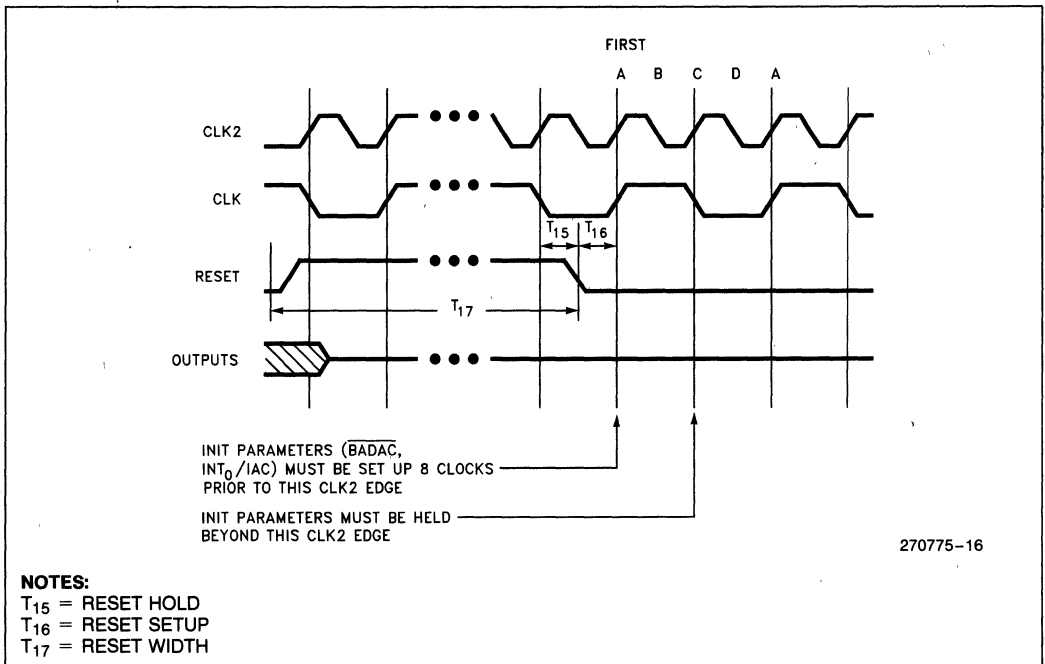 FIRST
A B C D A
CLK2
CLK
T15 T16
RESET
T17
OUTPUTS
INIT PARAMETERS (B̅A̅D̅A̅C̅,
INT0/IAC) MUST BE SET UP 8 CLOCKS
PRIOR TO THIS CLK2 EDGE
INIT PARAMETERS MUST BE HELD
BEYOND THIS CLK2 EDGE
270775-16
NOTES:
T15 = RESET HOLD
T16 = RESET SETUP
T17 = RESET WIDTH